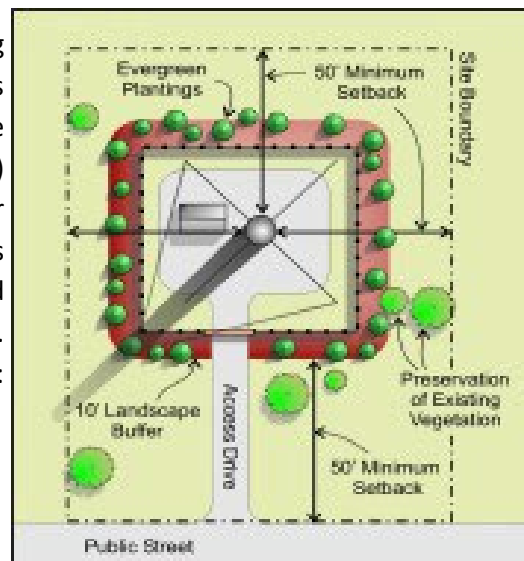 Evergreen
Plantings
50' Minimum
Setback
Site Boundary
10' Landscape
Buffer
Access Drive
Preservation
of Existing
Vegetation
50' Minimum
Setback
Public Street